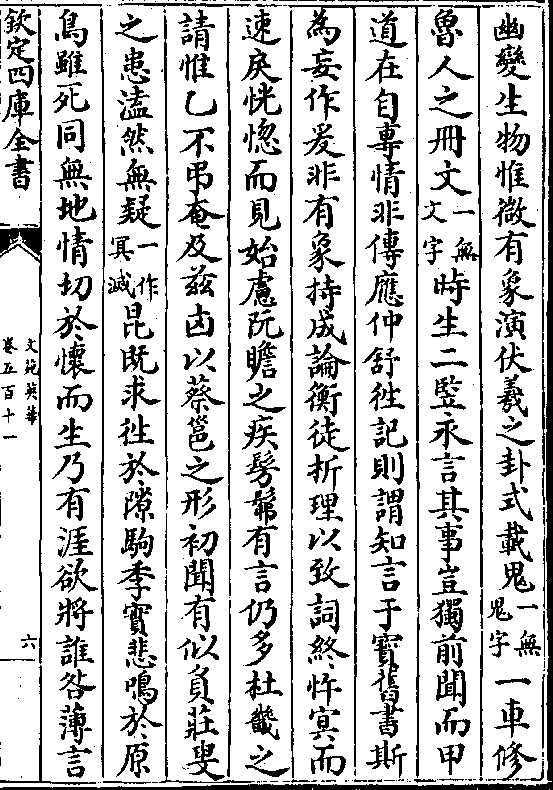 幽變生物惟微有象演伏羲之卦式載鬼一無鬼字一車修
魯人之冊文一無文字時生二監永言其事豈獨前聞而甲
道在自專情非傳應仲舒徃記則謂知言于寳舊書斯
為妄作爰非有象持成論衡徒折理以致詞終忤冥而
速戾恍惚而見始慮阮瞻之疾髣髴有言仍多杜畿之
請惟乙不弔奄及兹凶以蔡邕之形初聞有似負莊叟
之患溘然無疑一作冥滅昆既求徃於隙駒季寳悲鳴於原
鳥雖死同無地情切於懷而生乃有涯欲將誰咎薄言
欽定四庫全書
文苑英華
卷五百十一
六